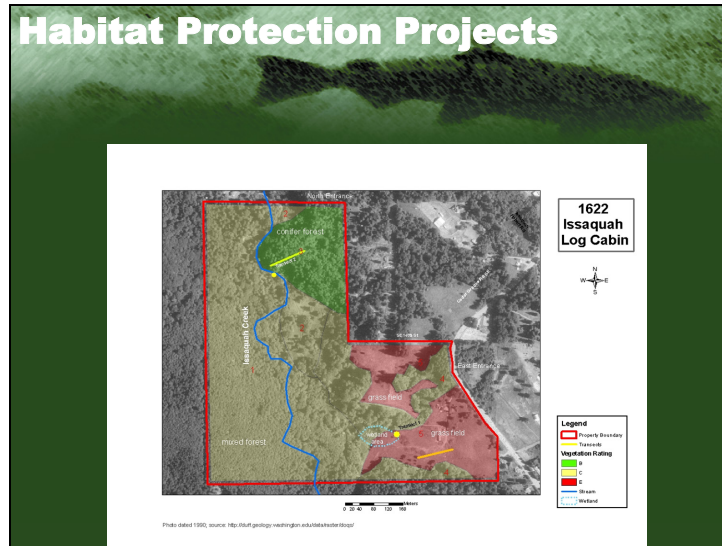 Habitat Protection Projects
1622
Issaquah
Log Cabin
N
W E
S
North Entrance
2
conifer forest
Issaquah Creek
1
East Entrance
grass field
grass field
wetland
area
mixed forest
Legend
Property Boundary
Transects
Vegetation Rating
B
C
E
Stream
Wetland
Meters
0 20 40 80 120 160
Photo dated 1990; source: http://duff.geology.washington.edu/data/raster/doqs/